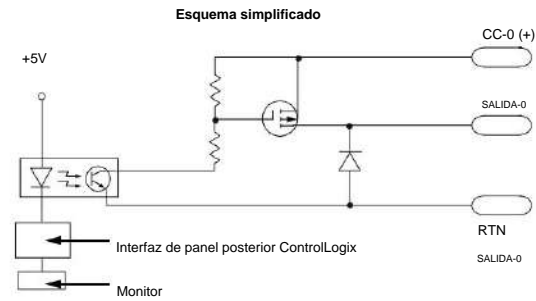 Esquema simplificado
CC-0 (+)
+5V
SALIDA-0
RTN
SALIDA-0
Interfaz de panel posterior ControlLogix
Monitor